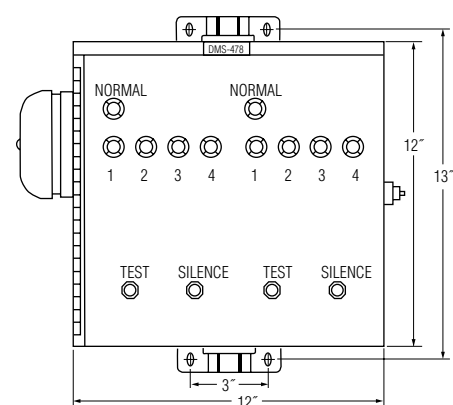 DMS-478
NORMAL NORMAL
1 2 3 4 1 2 3 4
12˝
13˝
TEST SILENCE TEST SILENCE
3˝
12˝